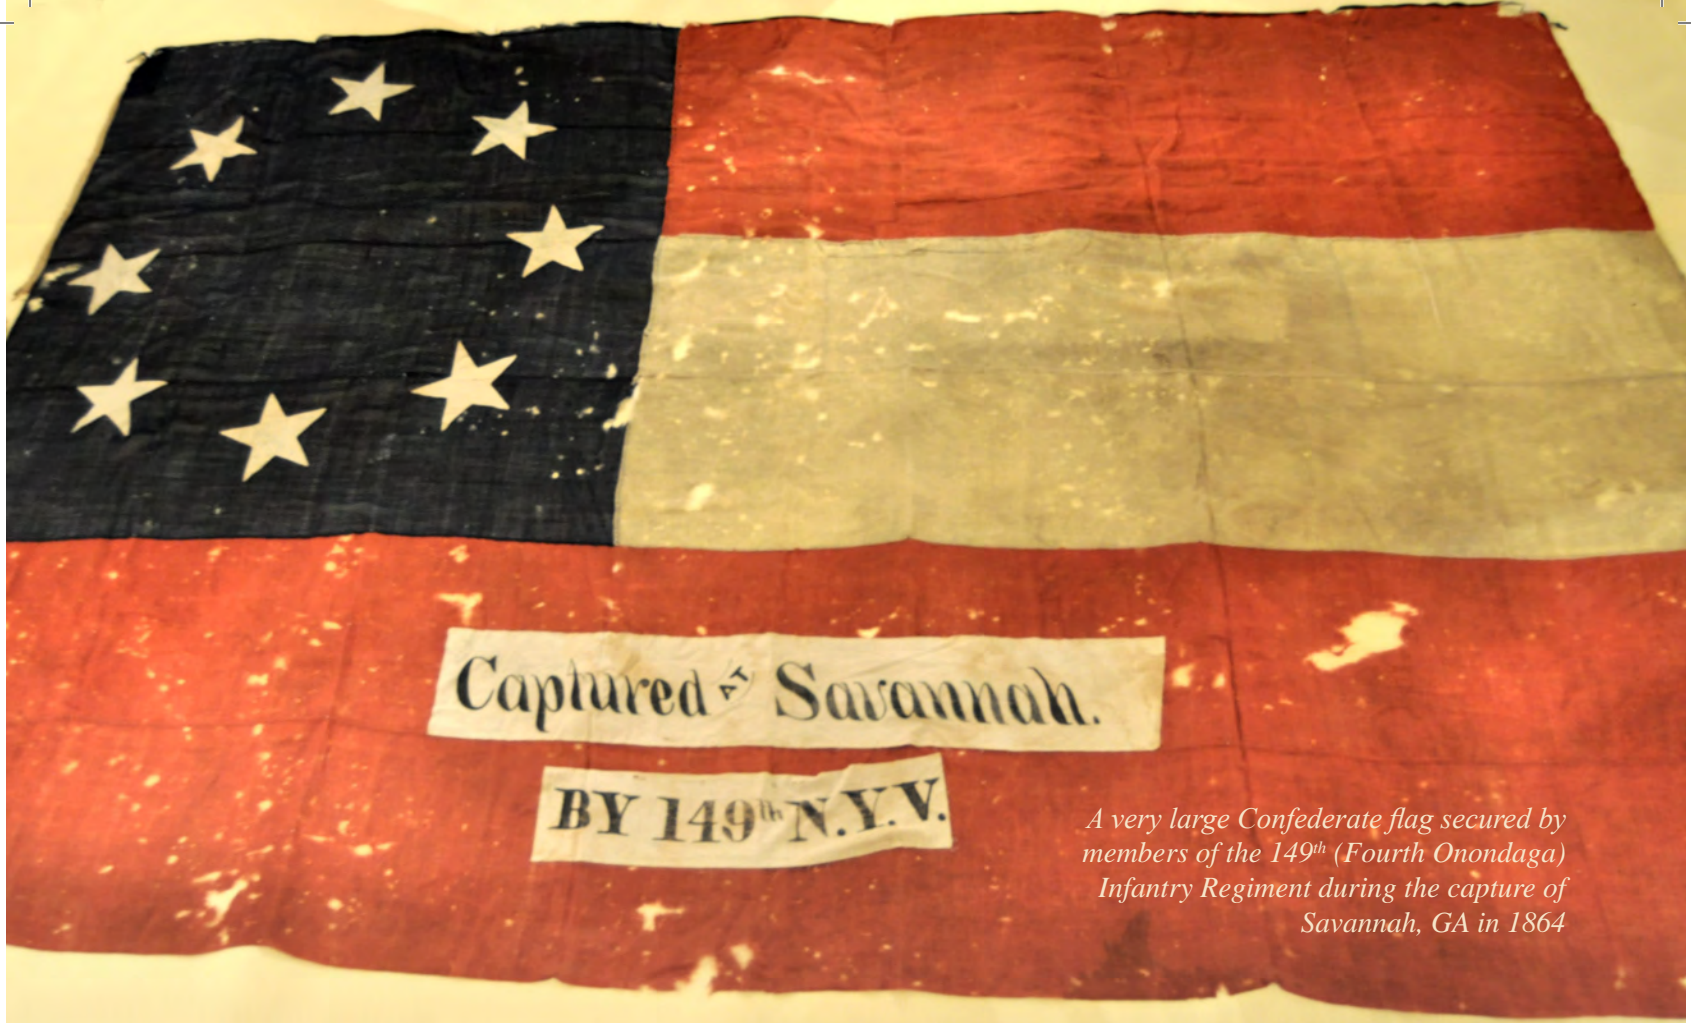 Captured AT Savannah.
BY 149th N.Y.V.
A very large Confederate flag secured by
members of the 149th (Fourth Onondaga)
Infantry Regiment during the capture of
Savannah, GA in 1864